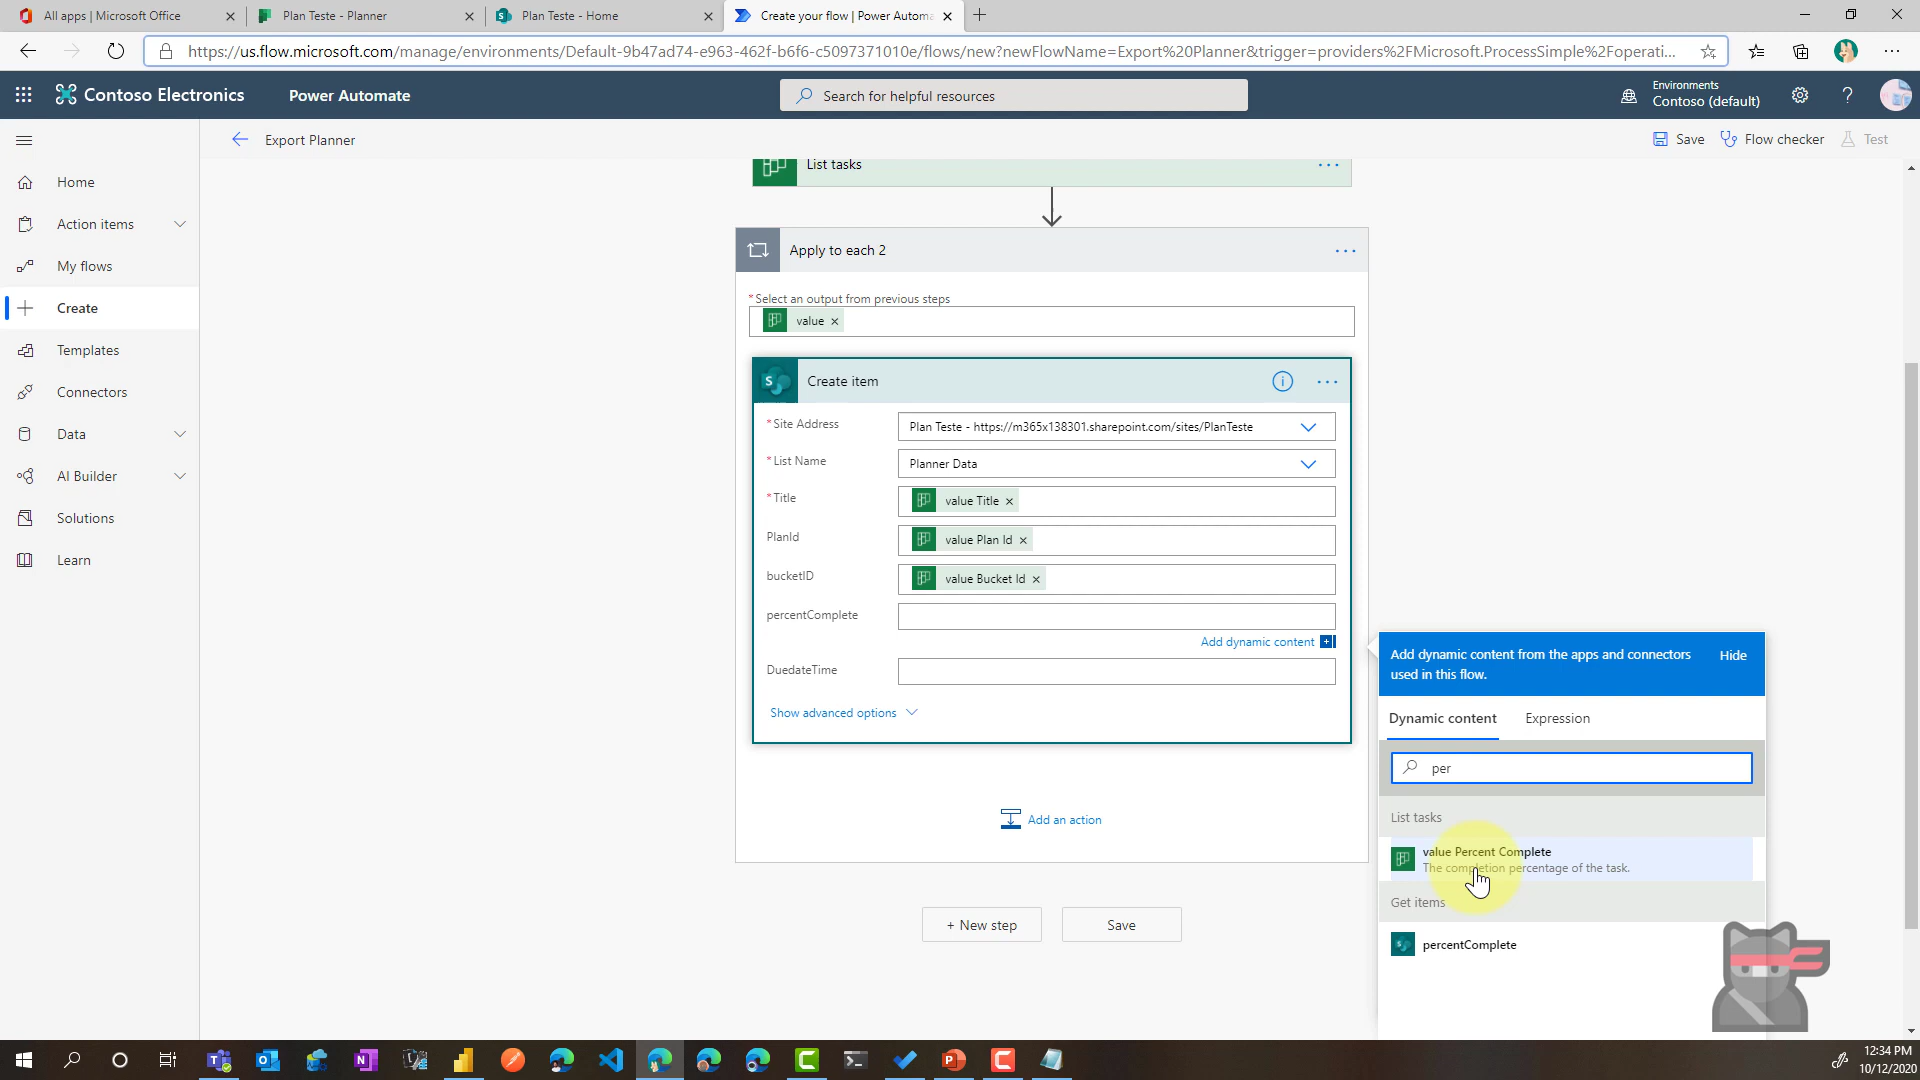 All apps | Microsoft Office
Plan Teste - Planner
Plan Teste - Home
Create your flow | Power Automa
https://us.flow.microsoft.com/manage/environments/Default-9b47ad74-e963-462f-b6f6-c5097371010e/flows/new?newFlowName=Export%20Planner&trigger=providers%2FMicrosoft.ProcessSimple%2Foperati...
Contoso Electronics
Power Automate
Search for helpful resources
Environments
Contoso (default)
Export Planner
Save
Flow checker
Test
Home
Action items
My flows
Create
Templates
Connectors
Data
AI Builder
Solutions
Learn
List tasks
Apply to each 2
* Select an output from previous steps
value
Create item
* Site Address
Plan Teste - https://m365x138301.sharepoint.com/sites/PlanTeste
* List Name
Planner Data
* Title
value Title
PlanId
value Plan Id
bucketID
value Bucket Id
percentComplete
Add dynamic content
DuedateTime
Show advanced options
Add an action
+ New step
Save
Add dynamic content from the apps and connectors
used in this flow.
Hide
Dynamic content
Expression
per
List tasks
value Percent Complete
The completion percentage of the task.
Get items
percentComplete
12:34 PM
10/12/2020